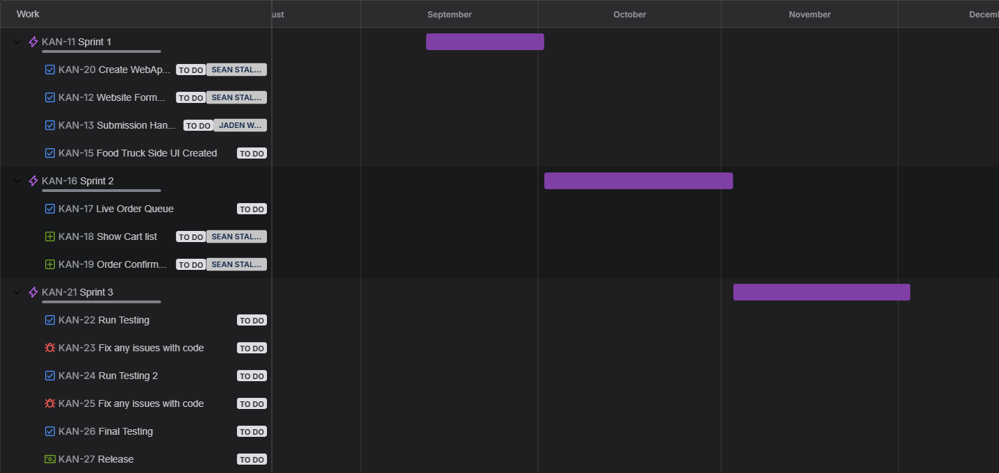 Work ust September October November Decem
KAN-11 Sprint 1
KAN-20 Create WebAp... TO DO SEAN STAL...
KAN-12 Website Form... TO DO SEAN STAL...
KAN-13 Submission Han... TO DO JADEN W...
KAN-15 Food Truck Side UI Created TO DO
KAN-16 Sprint 2
KAN-17 Live Order Queue TO DO
KAN-18 Show Cart list TO DO SEAN STAL...
KAN-19 Order Confirm... TO DO SEAN STAL...
KAN-21 Sprint 3
KAN-22 Run Testing TO DO
KAN-23 Fix any issues with code TO DO
KAN-24 Run Testing 2 TO DO
KAN-25 Fix any issues with code TO DO
KAN-26 Final Testing TO DO
KAN-27 Release TO DO